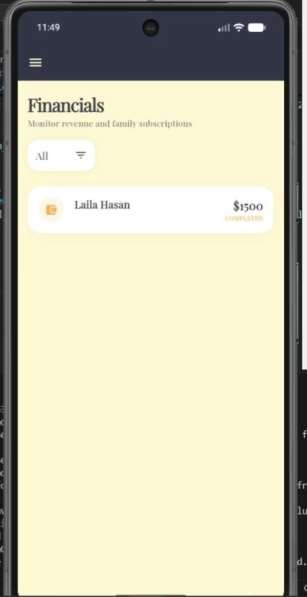 11:49
Financials
Monitor revenue and family subscriptions
All
Laila Hasan
$1500
COMPLETED